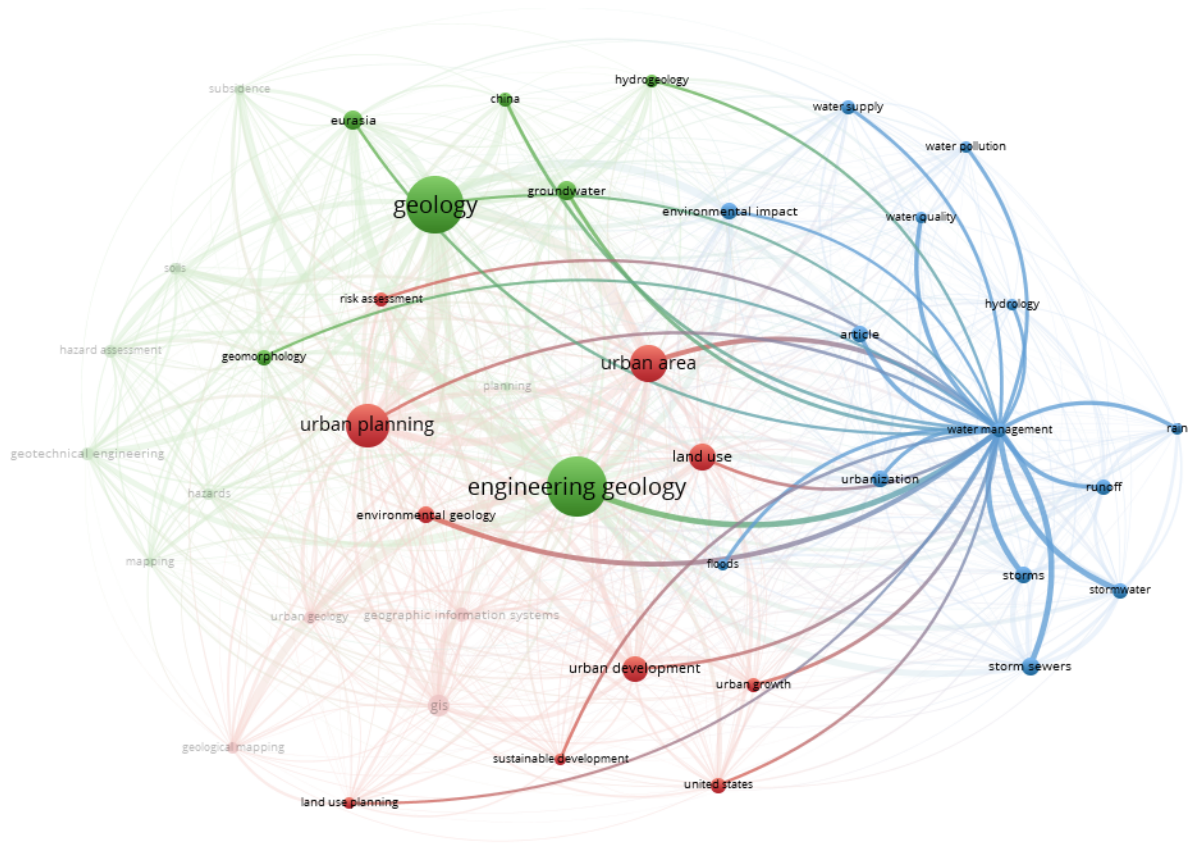 hydrogeology
subsidence
china
water supply
eurasia
water pollution
groundwater
geology
environmental impact
water quality
soils
risk assessment
hydrology
article
hazard assessment
geomorphology
urban area
planning
urban planning
water management
rain
geotechnical engineering
land use
urbanization
engineering geology
runoff
hazards
environmental geology
mapping
floods
storms
stormwater
urban geology
geographic information systems
urban development
storm sewers
urban growth
gis
geological mapping
sustainable development
united states
land use planning